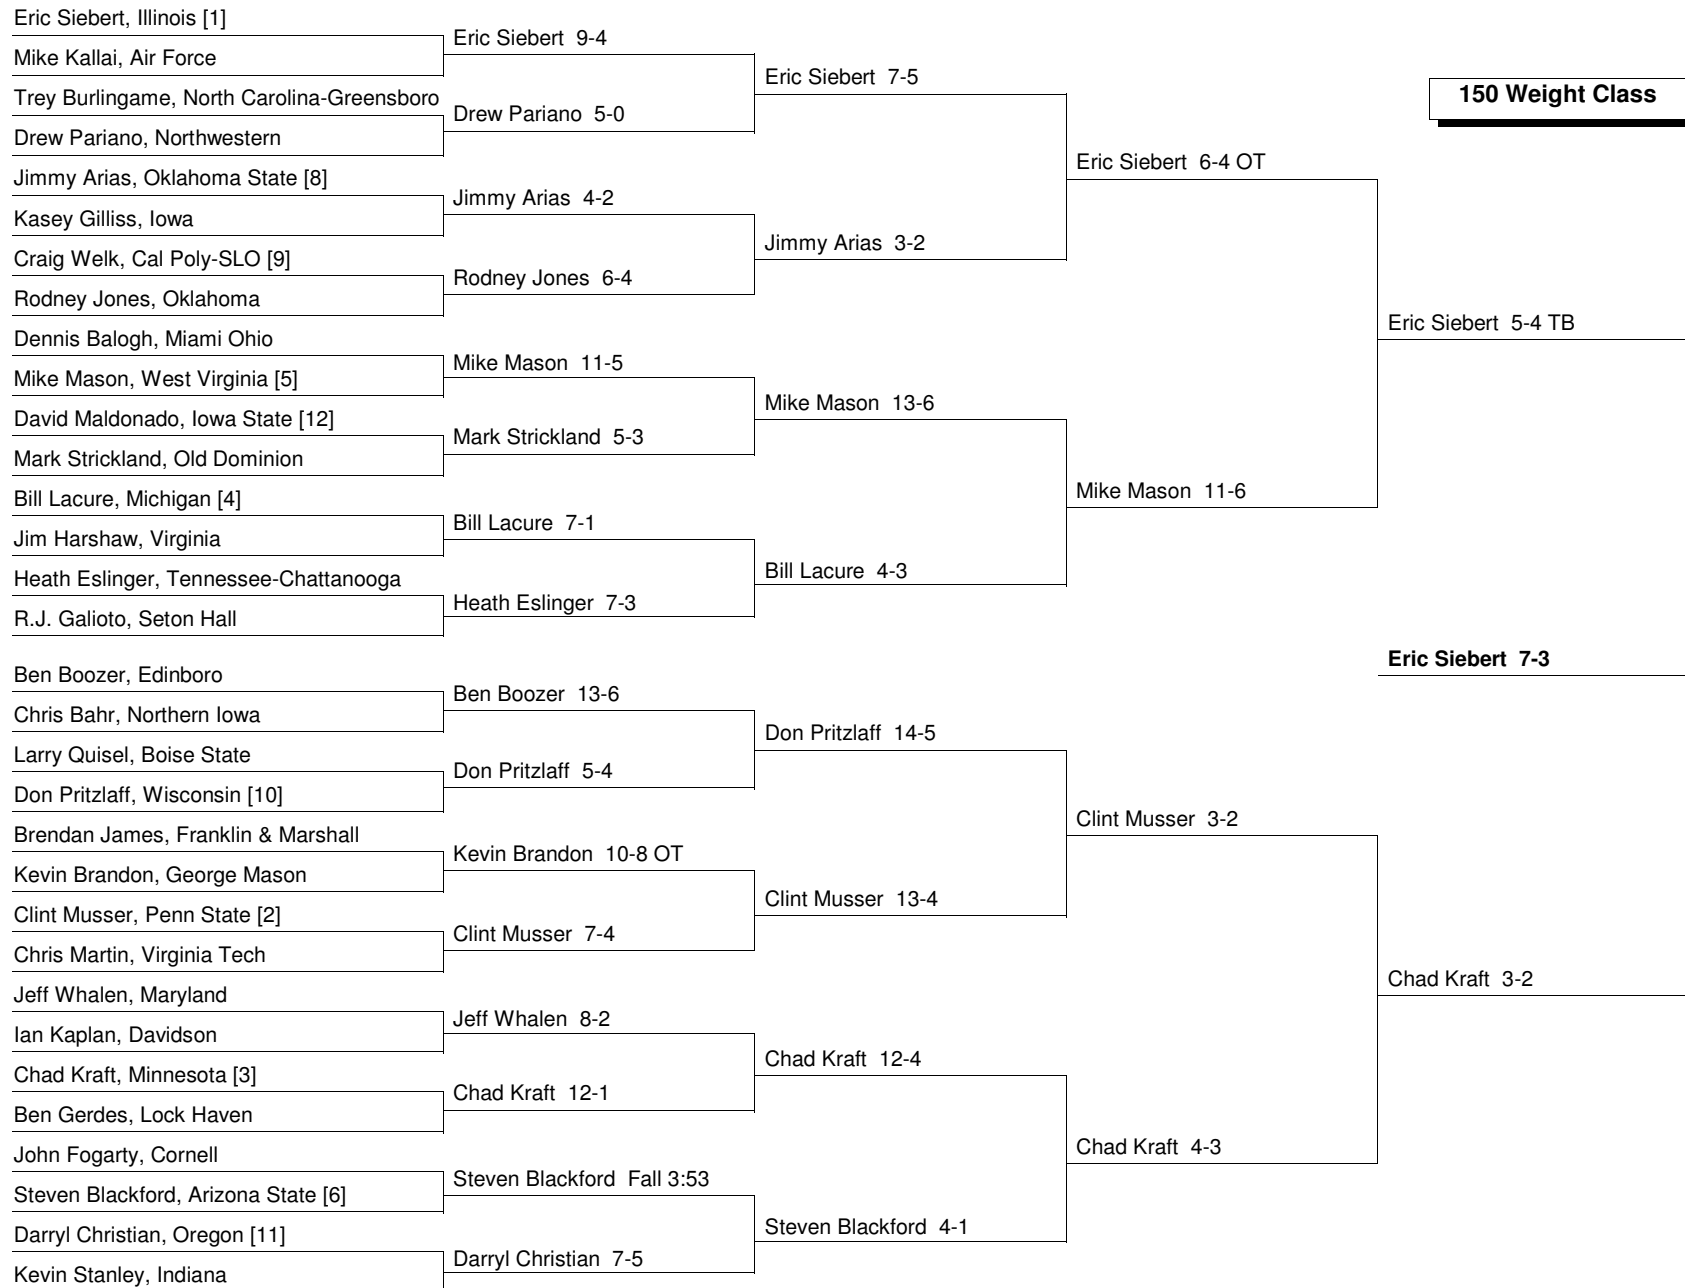 150 Weight Class
Eric Siebert, Illinois [1]
Mike Kallai, Air Force
Trey Burlingame, North Carolina-Greensboro
Drew Pariano, Northwestern
Jimmy Arias, Oklahoma State [8]
Kasey Gilliss, Iowa
Craig Welk, Cal Poly-SLO [9]
Rodney Jones, Oklahoma
Dennis Balogh, Miami Ohio
Mike Mason, West Virginia [5]
David Maldonado, Iowa State [12]
Mark Strickland, Old Dominion
Bill Lacure, Michigan [4]
Jim Harshaw, Virginia
Heath Eslinger, Tennessee-Chattanooga
R.J. Galioto, Seton Hall
Ben Boozer, Edinboro
Chris Bahr, Northern Iowa
Larry Quisel, Boise State
Don Pritzlaff, Wisconsin [10]
Brendan James, Franklin & Marshall
Kevin Brandon, George Mason
Clint Musser, Penn State [2]
Chris Martin, Virginia Tech
Jeff Whalen, Maryland
Ian Kaplan, Davidson
Chad Kraft, Minnesota [3]
Ben Gerdes, Lock Haven
John Fogarty, Cornell
Steven Blackford, Arizona State [6]
Darryl Christian, Oregon [11]
Kevin Stanley, Indiana
Eric Siebert 9-4
Drew Pariano 5-0
Jimmy Arias 4-2
Rodney Jones 6-4
Mike Mason 11-5
Mark Strickland 5-3
Bill Lacure 7-1
Heath Eslinger 7-3
Ben Boozer 13-6
Don Pritzlaff 5-4
Kevin Brandon 10-8 OT
Clint Musser 7-4
Jeff Whalen 8-2
Chad Kraft 12-1
Steven Blackford Fall 3:53
Darryl Christian 7-5
Eric Siebert 7-5
Jimmy Arias 3-2
Mike Mason 13-6
Bill Lacure 4-3
Don Pritzlaff 14-5
Clint Musser 13-4
Chad Kraft 12-4
Steven Blackford 4-1
Eric Siebert 6-4 OT
Mike Mason 11-6
Clint Musser 3-2
Chad Kraft 4-3
Eric Siebert 5-4 TB
Chad Kraft 3-2
Eric Siebert 7-3